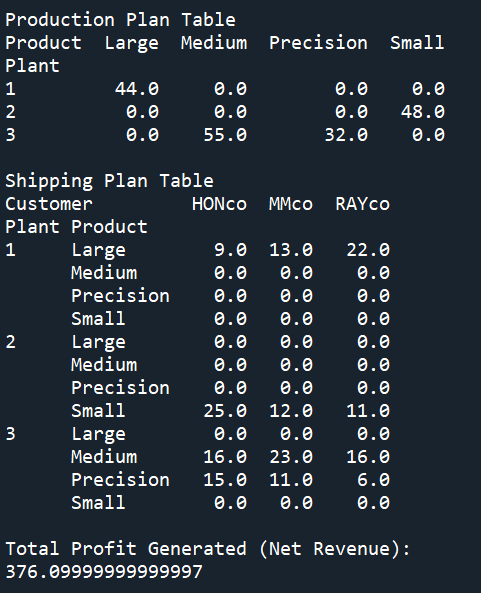 Production Plan Table
Product  Large  Medium  Precision  Small
Plant
1         44.0     0.0        0.0    0.0
2          0.0     0.0        0.0   48.0
3          0.0    55.0       32.0    0.0

Shipping Plan Table
Customer         HONco  MMco  RAYco
Plant Product
1     Large        9.0  13.0   22.0
      Medium       0.0   0.0    0.0
      Precision    0.0   0.0    0.0
      Small        0.0   0.0    0.0
2     Large        0.0   0.0    0.0
      Medium       0.0   0.0    0.0
      Precision    0.0   0.0    0.0
      Small       25.0  12.0   11.0
3     Large        0.0   0.0    0.0
      Medium      16.0  23.0   16.0
      Precision   15.0  11.0    6.0
      Small        0.0   0.0    0.0

Total Profit Generated (Net Revenue):
376.09999999999997